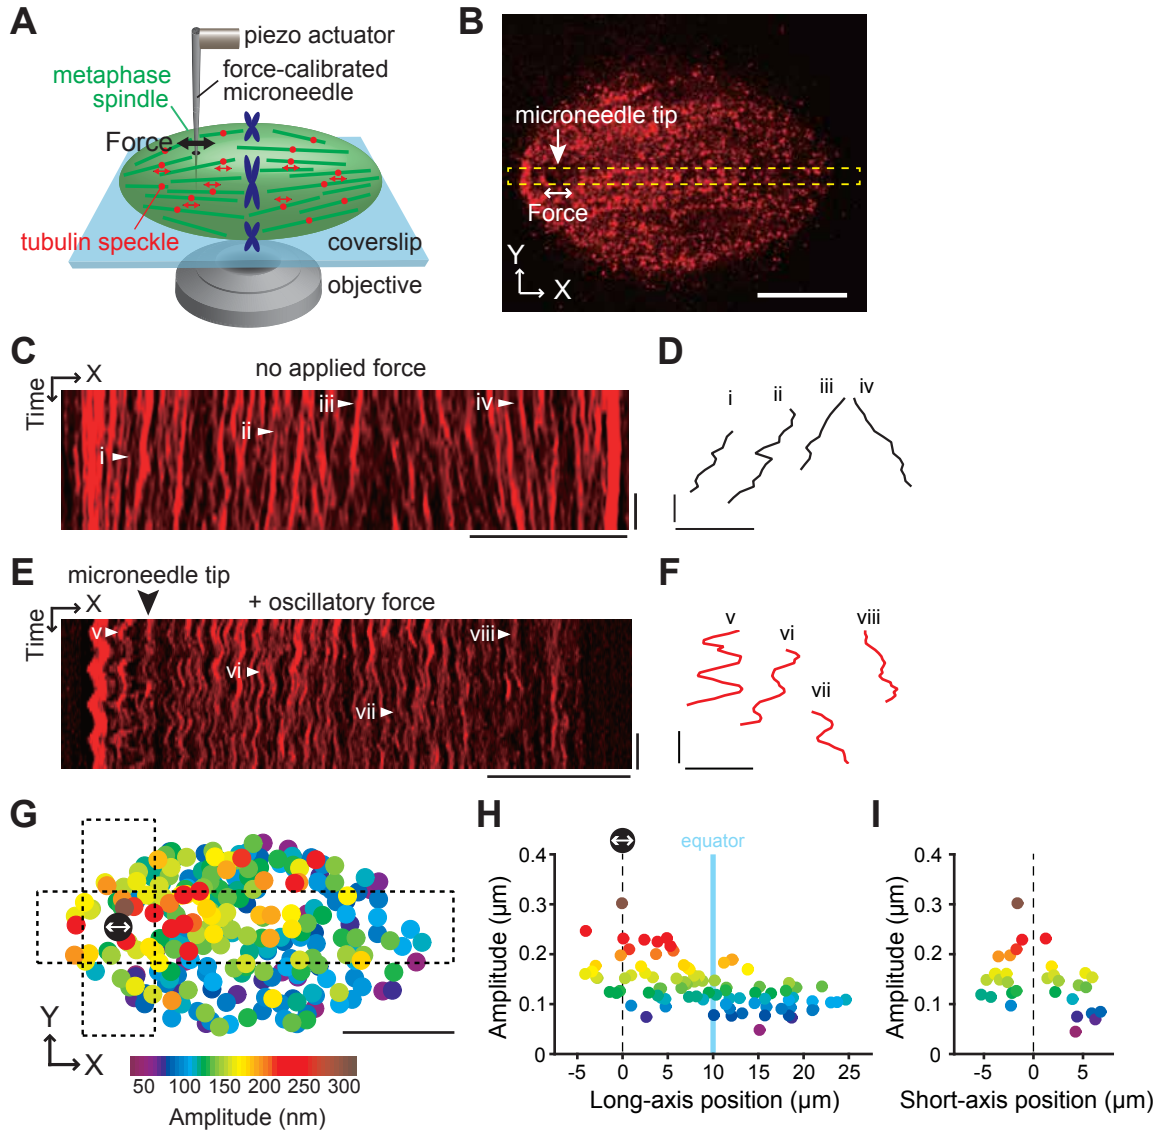 A
piezo actuator
force-calibrated
microneedle
metaphase
spindle
Force
tubulin speckle
coverslip
objective
B
microneedle tip
Force
Y
X
C
X
Time
no applied force
i
ii
iii
iv
D
i
ii
iii
iv
E
microneedle tip
X
Time
+ oscillatory force
v
vi
vii
viii
F
v
vi
vii
viii
G
Y
X
50 100 150 200 250 300
Amplitude (nm)
H
equator
Amplitude (µm)
0.4
0.3
0.2
0.1
0
-5 0 5 10 15 20 25
Long-axis position (µm)
I
Amplitude (µm)
0.4
0.3
0.2
0.1
0
-5 0 5
Short-axis position (µm)